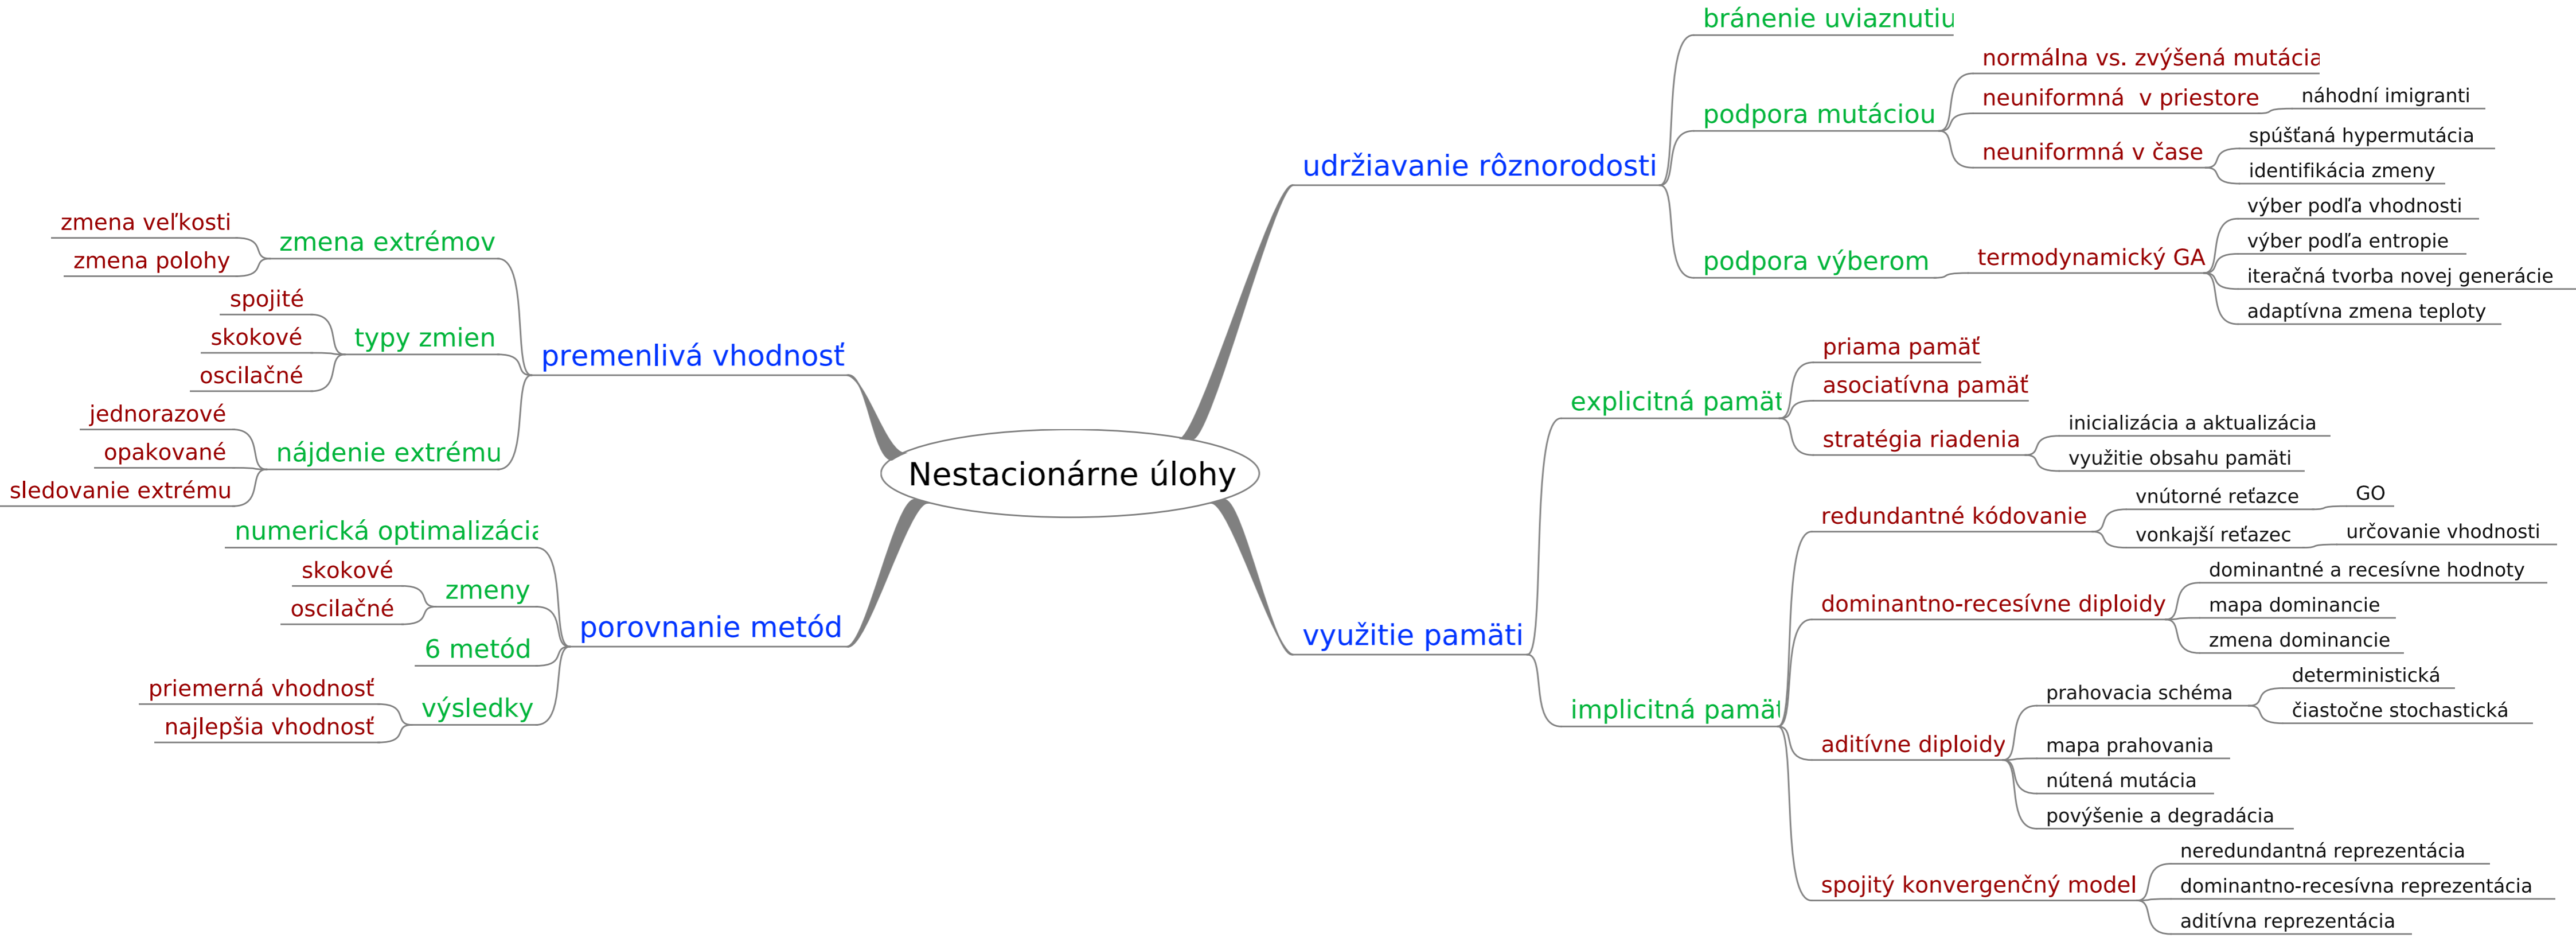 Nestacionárne úlohy
udržiavanie rôznorodosti
bránenie uviaznutiu
podpora mutáciou
normálna vs. zvýšená mutácia
neuniformná  v priestore
náhodní imigranti
neuniformná v čase
spúšťaná hypermutácia
identifikácia zmeny
podpora výberom
termodynamický GA
výber podľa vhodnosti
výber podľa entropie
iteračná tvorba novej generácie
adaptívna zmena teploty
využitie pamäti
explicitná pamäť
priama pamäť
asociatívna pamäť
stratégia riadenia
inicializácia a aktualizácia
využitie obsahu pamäti
implicitná pamäť
redundantné kódovanie
vnútorné reťazce
GO
vonkajší reťazec
určovanie vhodnosti
dominantno-recesívne diploidy
dominantné a recesívne hodnoty
mapa dominancie
zmena dominancie
aditívne diploidy
prahovacia schéma
deterministická
čiastočne stochastická
mapa prahovania
nútená mutácia
povýšenie a degradácia
spojitý konvergenčný model
neredundantná reprezentácia
dominantno-recesívna reprezentácia
aditívna reprezentácia
premenlivá vhodnosť
zmena extrémov
zmena veľkosti
zmena polohy
typy zmien
spojité
skokové
oscilačné
nájdenie extrému
jednorazové
opakované
sledovanie extrému
porovnanie metód
numerická optimalizácia
zmeny
skokové
oscilačné
6 metód
výsledky
priemerná vhodnosť
najlepšia vhodnosť